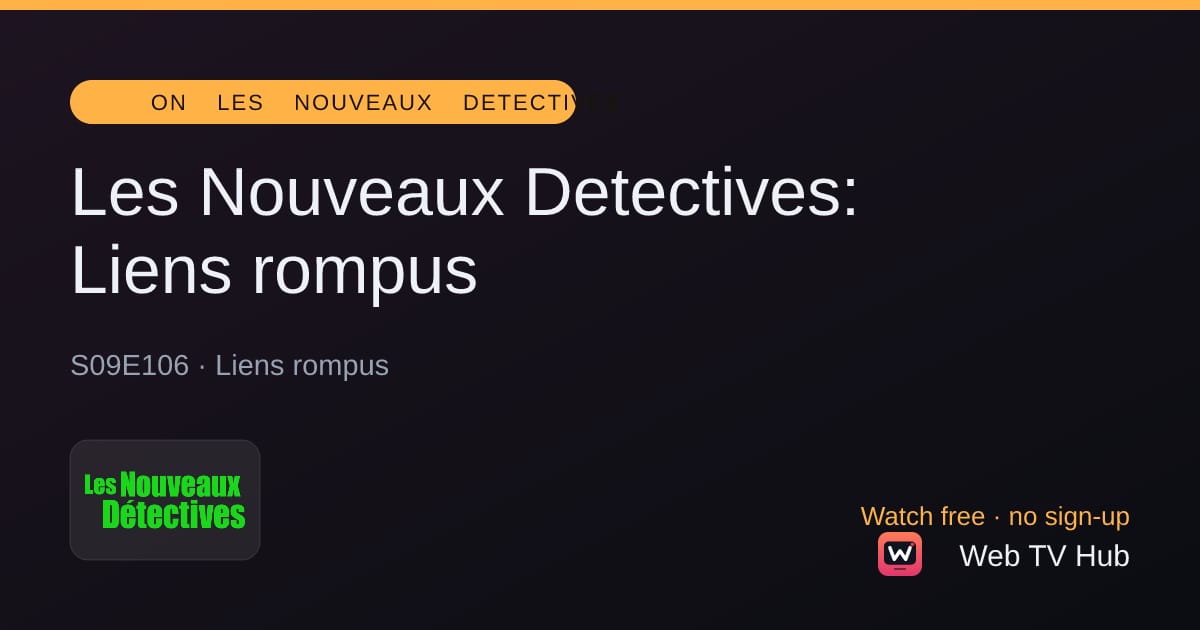 ON LES NOUVEAUX DETECTIVES
Les Nouveaux Detectives:
Liens rompus
S09E106 · Liens rompus
Les Nouveaux
Détectives
Watch free · no sign-up
W
Web TV Hub